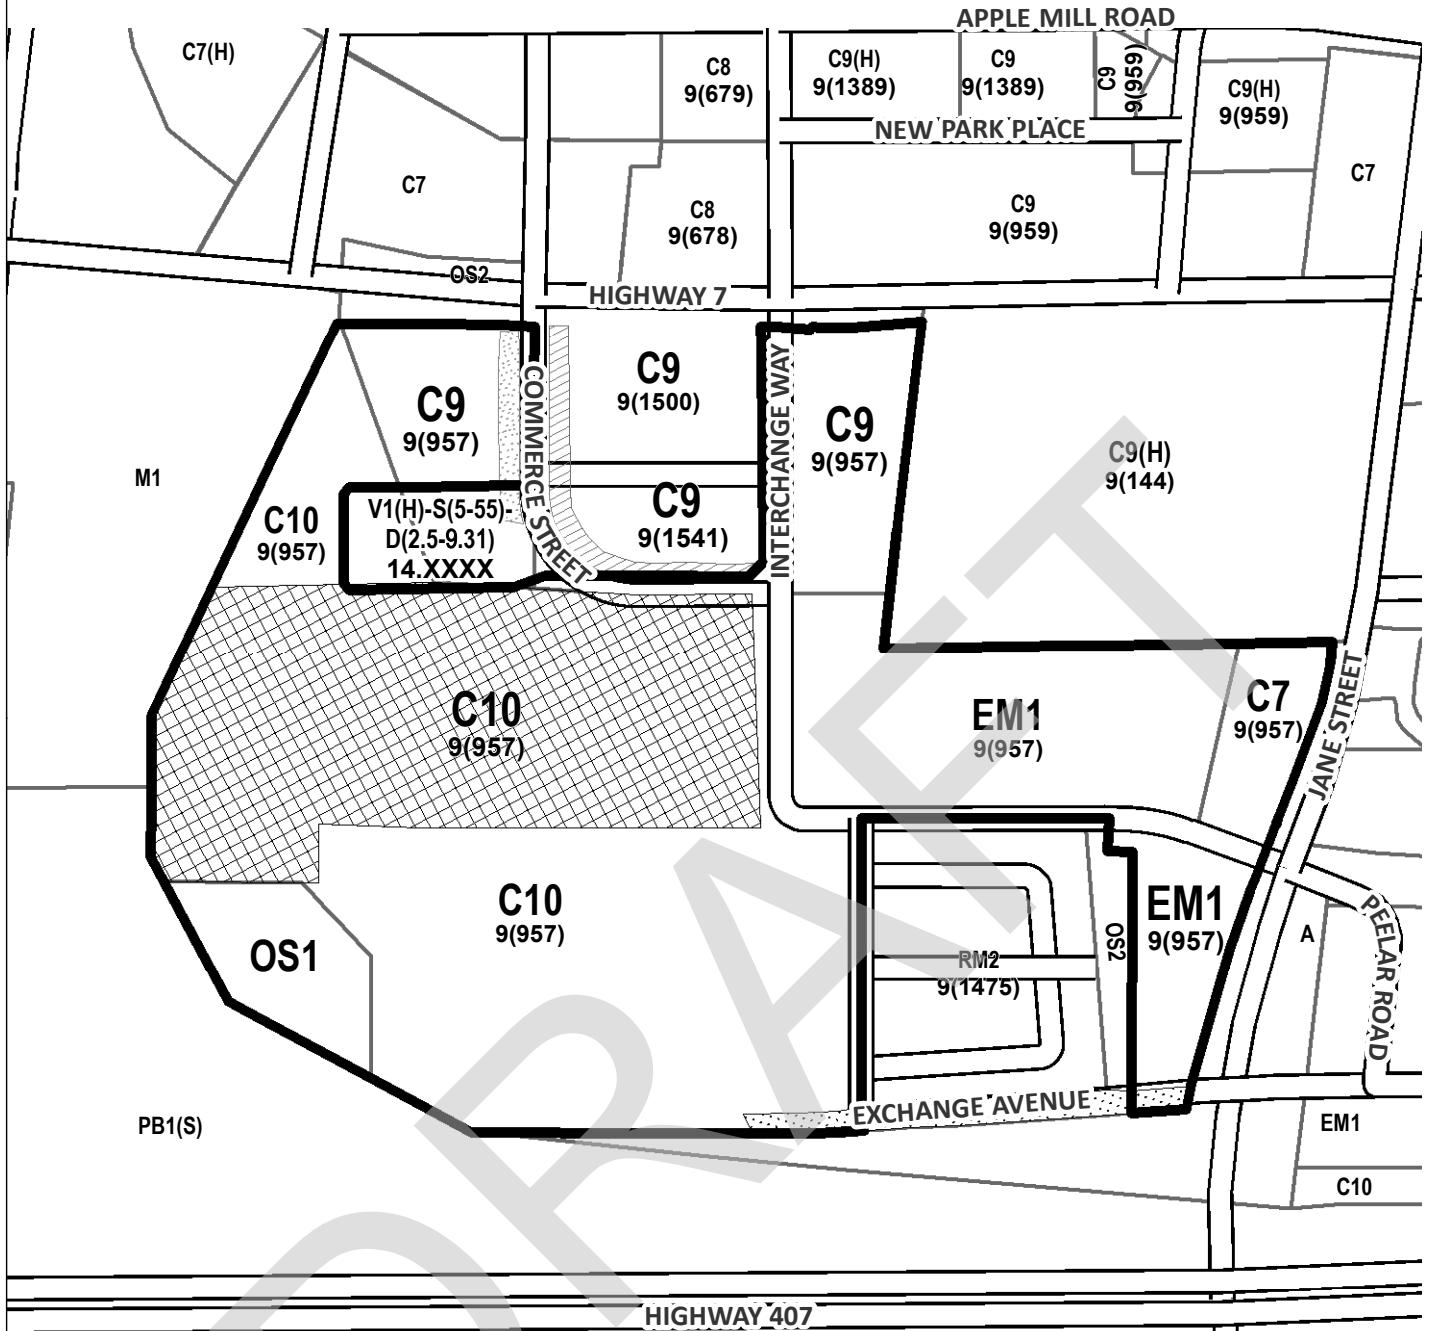 APPLE MILL ROAD
C7(H)
C8
9(679)
C9(H)
9(1389)
C9
9(1389)
C9
9(959)
C9(H)
9(959)
NEW PARK PLACE
C7
C7
C8
9(678)
C9
9(959)
OS2
HIGHWAY 7
C9
9(957)
COMMERCE STREET
C9
9(1500)
INTERCHANGE WAY
C9
9(957)
C9(H)
9(144)
M1
C10
9(957)
V1(H)-S(5-55)-
D(2.5-9.31)
14.XXXX
C9
9(1541)
C10
9(957)
EM1
9(957)
C7
9(957)
JANE STREET
C10
9(957)
OS1
RM2
9(1475)
OS2
EM1
9(957)
A
PEELAR ROAD
EXCHANGE AVENUE
PB1(S)
EM1
C10
HIGHWAY 407
DRAFT